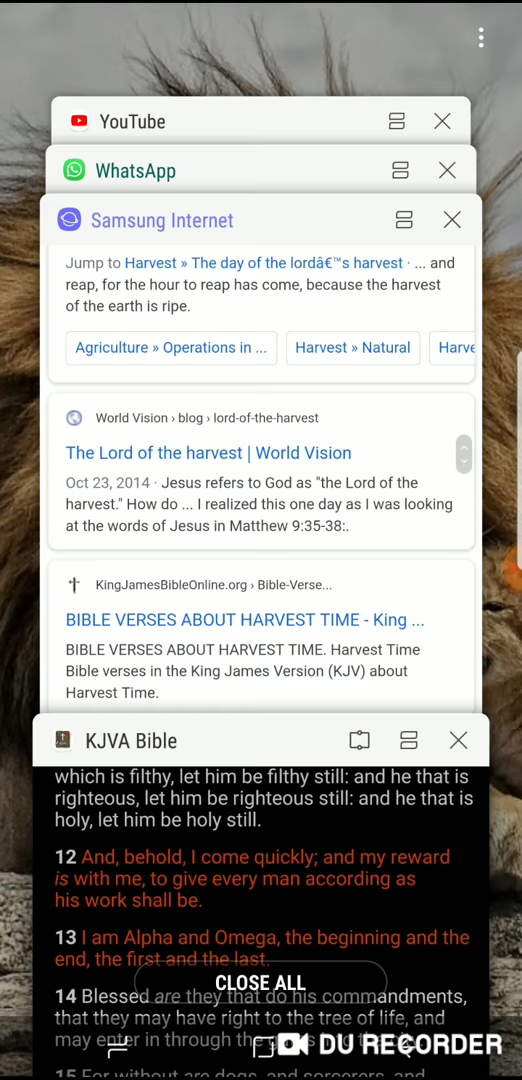 YouTube
WhatsApp
Samsung Internet
Jump to Harvest » The day of the lordâ€™s harvest · ... and
reap, for the hour to reap has come, because the harvest
of the earth is ripe.
Agriculture » Operations in ... Harvest » Natural Harve
World Vision › blog › lord-of-the-harvest
The Lord of the harvest | World Vision
Oct 23, 2014 · Jesus refers to God as "the Lord of the
harvest." How do ... I realized this one day as I was looking
at the words of Jesus in Matthew 9:35-38:.
KingJamesBibleOnline.org › Bible-Verse...
BIBLE VERSES ABOUT HARVEST TIME - King ...
BIBLE VERSES ABOUT HARVEST TIME. Harvest Time
Bible verses in the King James Version (KJV) about
Harvest Time.
KJVA Bible
which is filthy, let him be filthy still: and he that is
righteous, let him be righteous still: and he that is
holy, let him be holy still.
12 And, behold, I come quickly; and my reward
is with me, to give every man according as
his work shall be.
13 I am Alpha and Omega, the beginning and the
end, the first and the last.
CLOSE ALL
14 Blessed are they that do his commandments,
that they may have right to the tree of life, and
may enter in through the
DU RECORDER
15 For without are dogs, and sorcerers, and